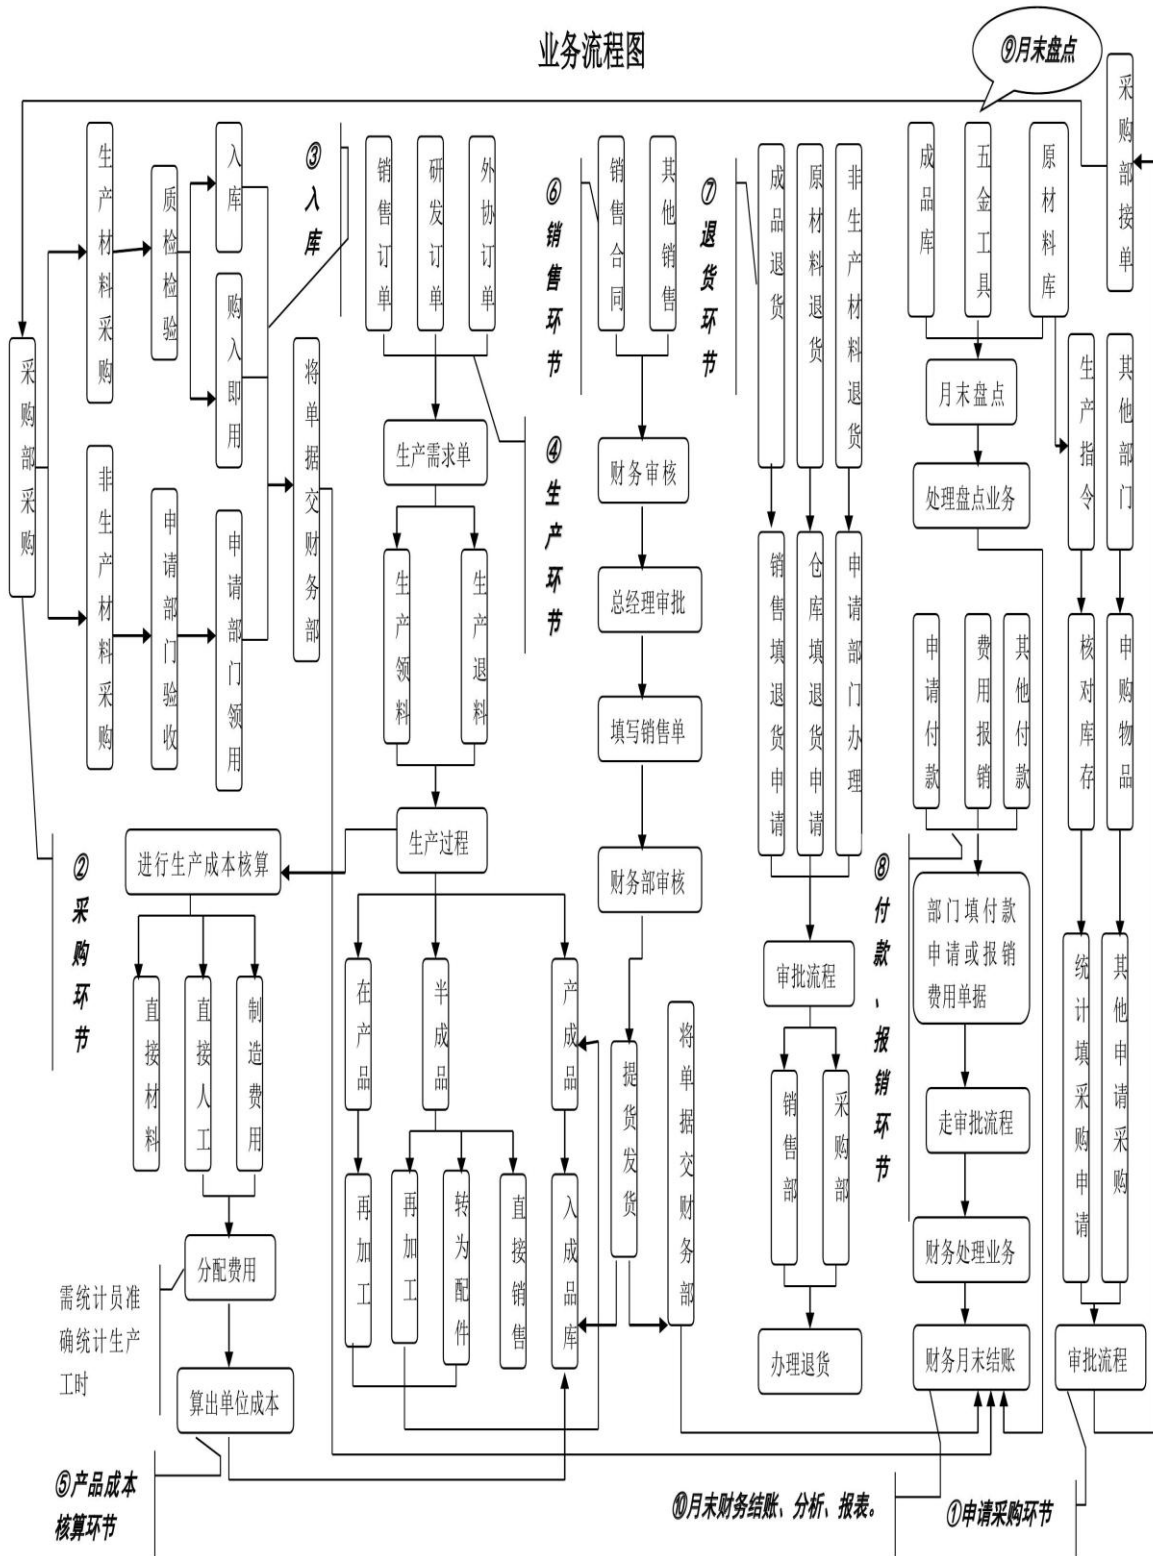 业务流程图
⑨月末盘点
采购部接单
生产材料采购
质检检验
入库
购入即用
③入库
销售订单
研发订单
外协订单
⑥销售环节
销售合同
其他销售
⑦退货环节
成品退货
原材料退货
非生产材料退货
成品库
五金工具
原材料库
采购部采购
非生产材料采购
申请部门验收
申请部门领用
将单据交财务部
生产需求单
④生产环节
财务审核
月末盘点
处理盘点业务
生产指令
其他部门
生产领料
生产退料
总经理审批
填写销售单
销售填退货申请
仓库填退货申请
申请部门办理
申请付款
费用报销
其他付款
核对库存
申购物品
②采购环节
进行生产成本核算
生产过程
财务部审核
⑧付款、报销环节
部门填付款
申请或报销
费用单据
直接材料
直接人工
制造费用
在产品
半成品
产成品
提货发货
将单据交财务部
审批流程
销售部
采购部
走审批流程
统计填采购申请
其他申请采购
分配费用
需统计员准
确统计生产
工时
再加工
再加工
转为配件
直接销售
入成品库
财务处理业务
算出单位成本
办理退货
财务月末结账
审批流程
⑤产品成本
核算环节
⑩月末财务结账、分析、报表。
①申请采购环节